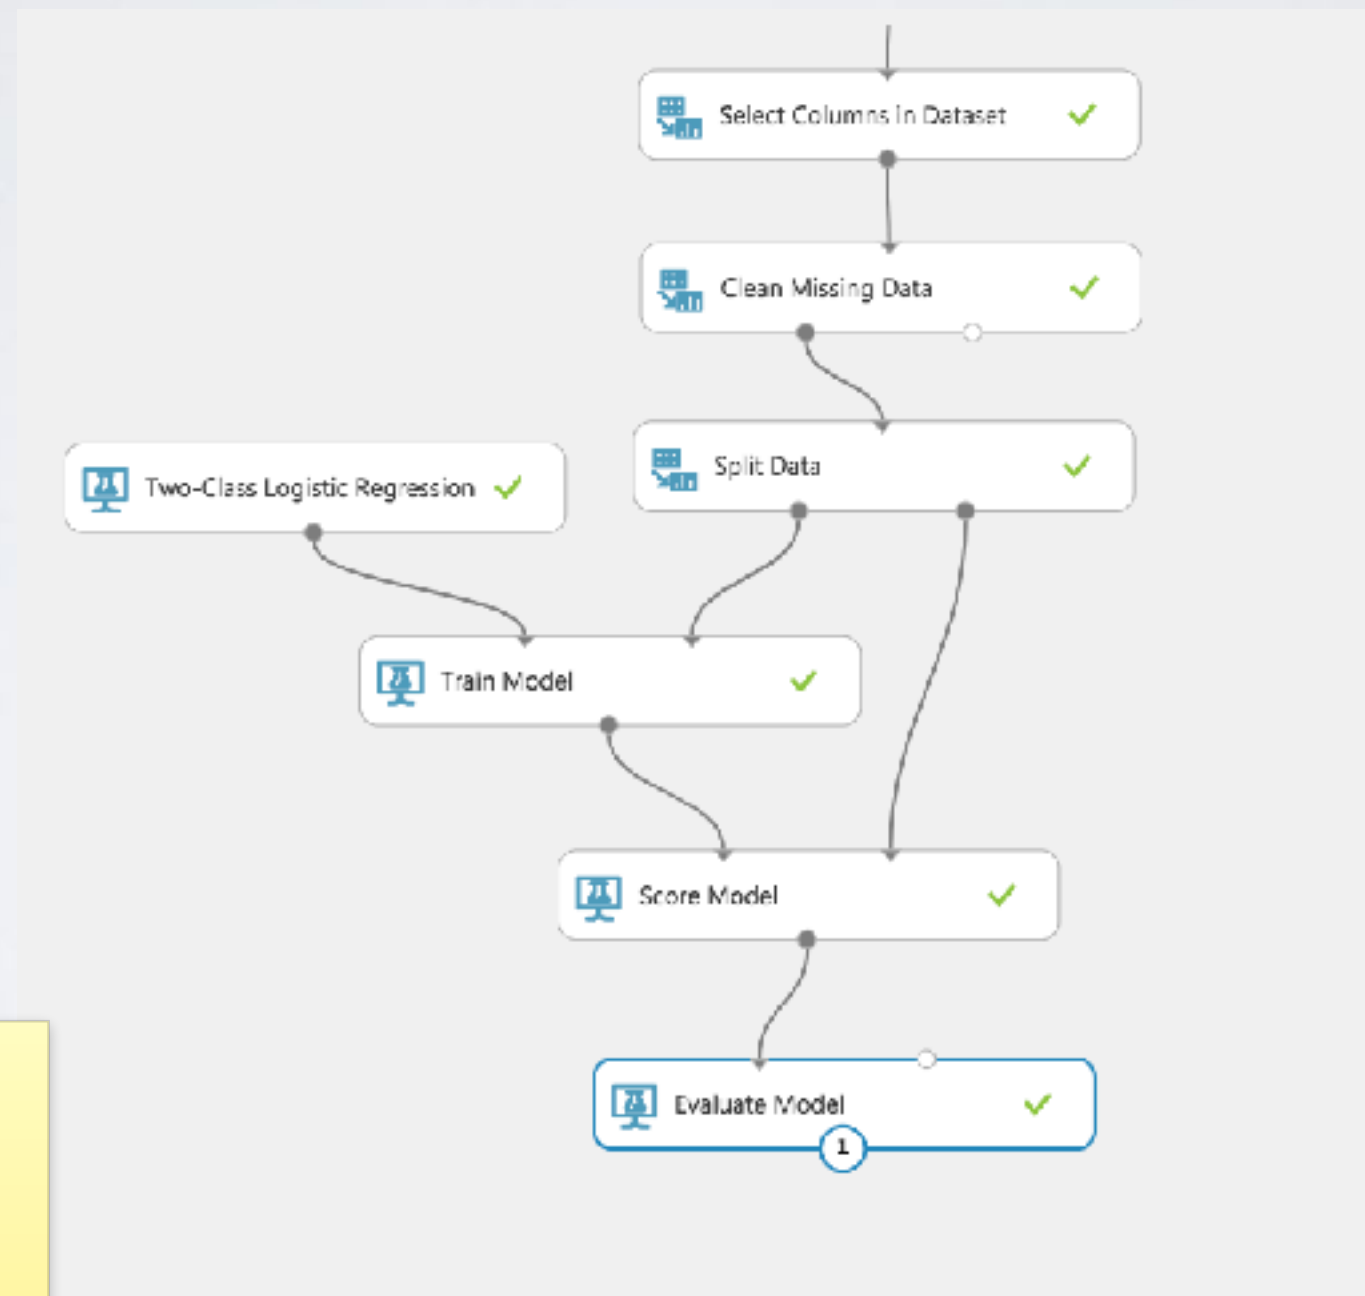 Select Columns in Dataset
Clean Missing Data
Split Data
Two-Class Logistic Regression
Train Model
Score Model
Evaluate Model
1